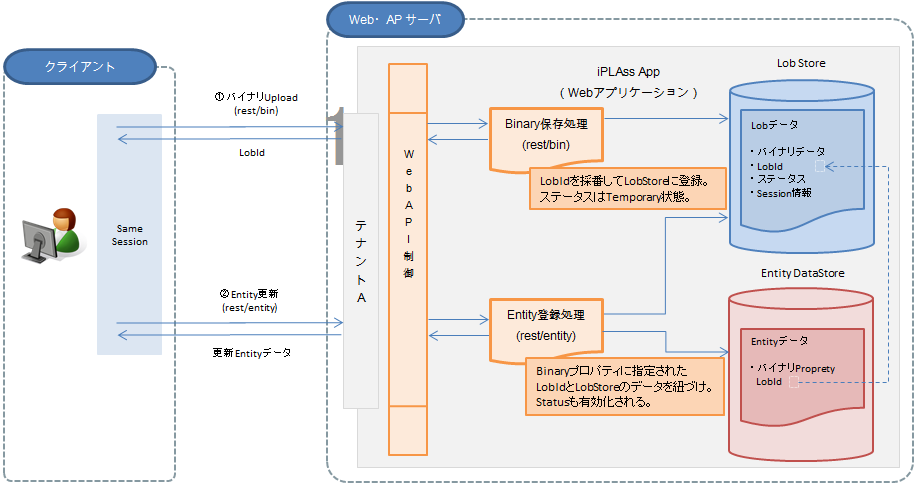 Web・AP サーバ
クライアント
iPLAss App
（Webアプリケーション）
Lob Store
① バイナリUpload
(rest/bin)
LobId
1
Same
Session
② Entity更新
(rest/entity)
更新Entityデータ
テナントA
WebAPI制御
Binary保存処理
(rest/bin)
LobIdを採番してLobStoreに登録。
ステータスはTemporary状態。
Lobデータ
・バイナリデータ
・LobId
・ステータス
・Session情報
Entity登録処理
(rest/entity)
Binaryプロパティに指定された
LobIdとLobStoreのデータを紐づけ。
Statusも有効化される。
Entity DataStore
Entityデータ
・バイナリProprety
LobId